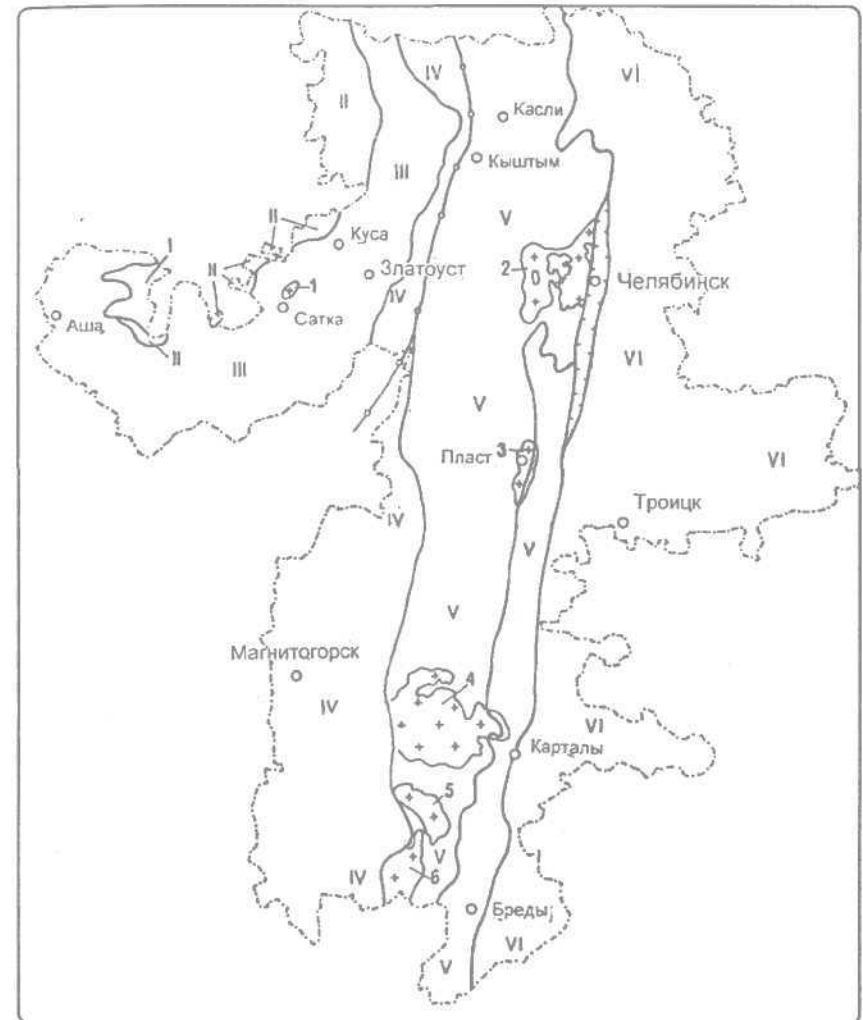 IV
VI
II
Касли
III
Кыштым
II
V
Куса
I
II
Златоуст
2
Челябинск
1
IV
Аша
Сатка
II
III
VI
V
3
Пласт
VI
Троицк
IV
V
V
Магнитогорск
4
IV
VI
Карталы
5
V
IV
6
Бреды
VI
V